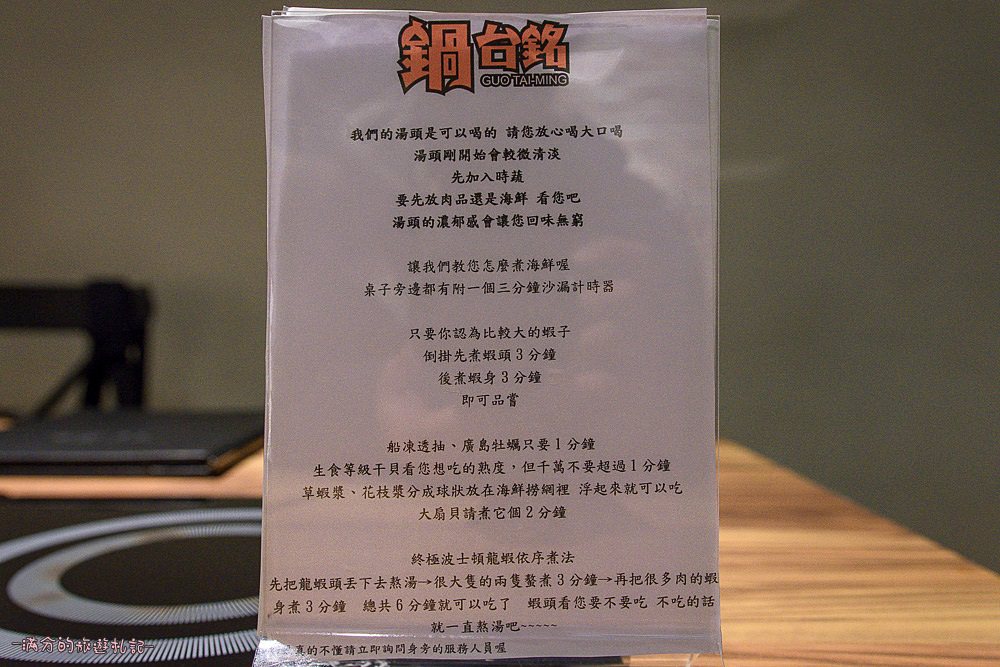 鍋台銘
GUO TAI-MING
我們的湯頭是可以喝的 請您放心喝大口喝
湯頭剛開始會較微清淡
先加入時蔬
要先放肉品還是海鮮 看您吧
湯頭的濃郁感會讓您回味無窮
讓我們教您怎麼煮海鮮喔
桌子旁邊都有附一個三分鐘沙漏計時器
只要你認為比較大的蝦子
倒掛先煮蝦頭3分鐘
後煮蝦身3分鐘
即可品嘗
船凍透抽、廣島牡蠣只要1分鐘
生食等級干貝看您想吃的熟度，但千萬不要超過1分鐘
草蝦漿、花枝漿分成球狀放在海鮮撈網裡 浮起來就可以吃
大扇貝請煮它個2分鐘
終極波士頓龍蝦依序煮法
先把龍蝦頭丟下去熬湯→很大隻的兩隻螯煮3分鐘→再把很多肉的蝦
身煮3分鐘 總共6分鐘就可以吃了 蝦頭看您要不要吃 不吃的話
就一直熬湯吧~~~~~
真的不懂請立即詢問身旁的服務人員喔
─滿分的旅遊札記─